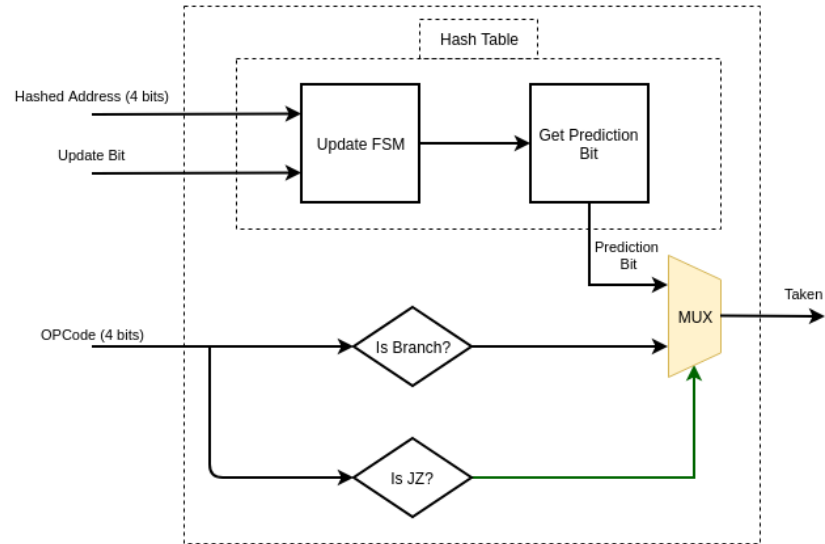 Hash Table
Hashed Address (4 bits)
Update FSM
Get Prediction
Bit
Update Bit
Prediction
Bit
Taken
MUX
OPCode (4 bits)
Is Branch?
Is JZ?